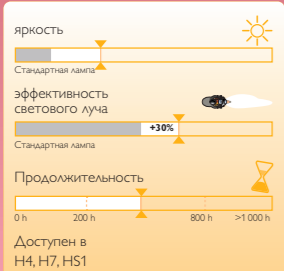 яркость
Стандартная лампа
эффективность
светового луча
+30%
Стандартная лампа
Продолжительность
0 h 200 h 800 h >1 000 h
Доступен в
H4, H7, HS1